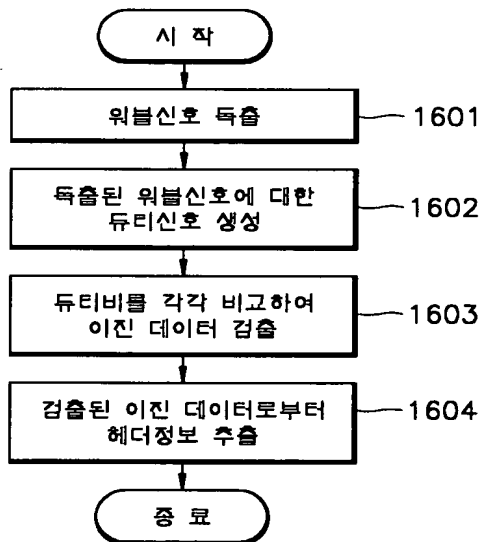 시 작
워블신호 독출
1601
독출된 워블신호에 대한
듀티신호 생성
1602
듀티비를 각각 비교하여
이진 데이터 검출
1603
검출된 이진 데이터로부터
헤더정보 추출
1604
종 료